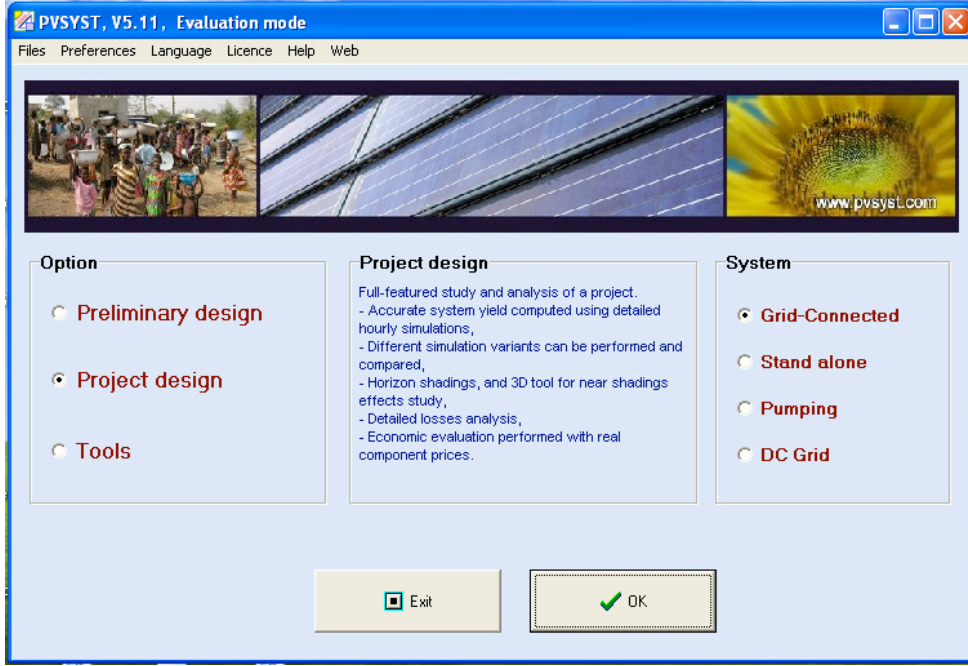 PVSYST, V5.11, Evaluation mode
Files Preferences Language Licence Help Web
www.pvsyst.com
Option
Preliminary design
Project design
Tools
Project design
Full-featured study and analysis of a project.
- Accurate system yield computed using detailed
hourly simulations,
- Different simulation variants can be performed and
compared,
- Horizon shadings, and 3D tool for near shadings
effects study,
- Detailed losses analysis,
- Economic evaluation performed with real
component prices.
System
Grid-Connected
Stand alone
Pumping
DC Grid
Exit
OK